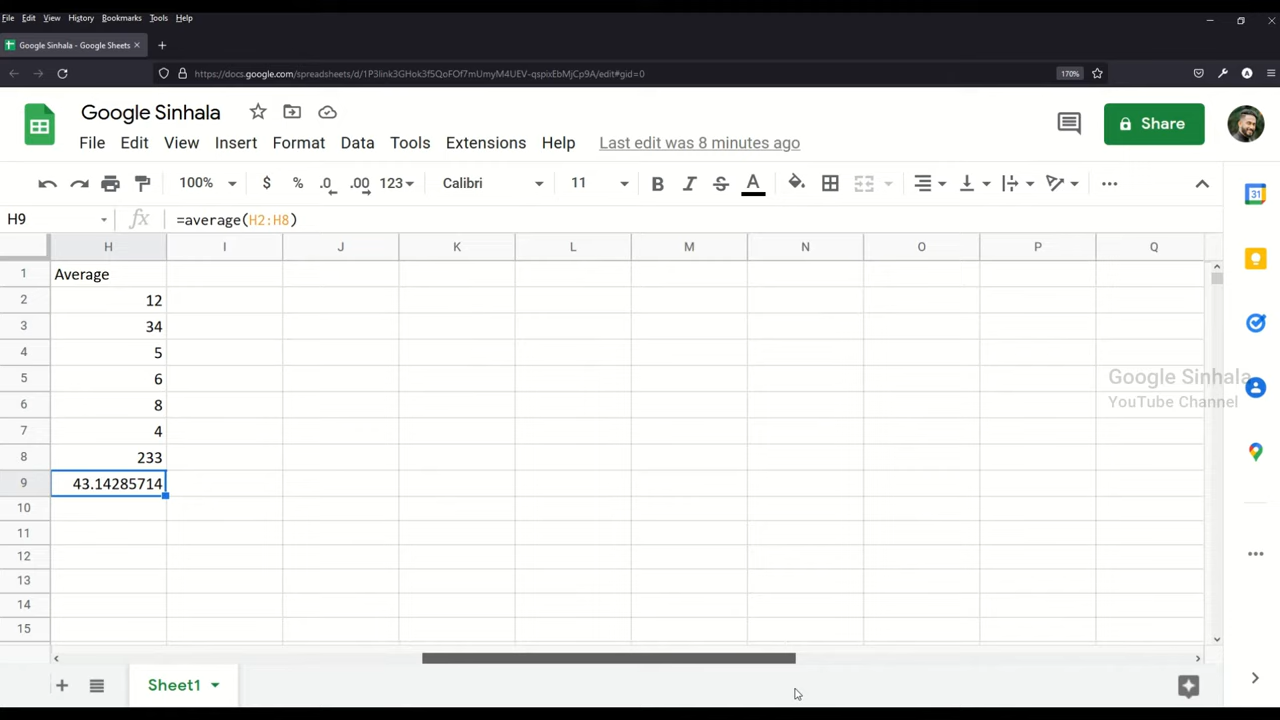 File Edit View History Bookmarks Tools Help
Google Sinhala - Google Sheets
170%
Google Sinhala
File Edit View Insert Format Data Tools Extensions Help Last edit was 8 minutes ago
Share
100% $ % .0 .00 123 Calibri 11 B I S A
31
H9 fx =average(H2:H8)
H I J K L M N O P Q
1 Average
2 12
3 34
4 5
5 6
6 8
7 4
8 233
9 43.14285714
10
11
12
13
14
15
Google Sinhala
YouTube Channel
Sheet1